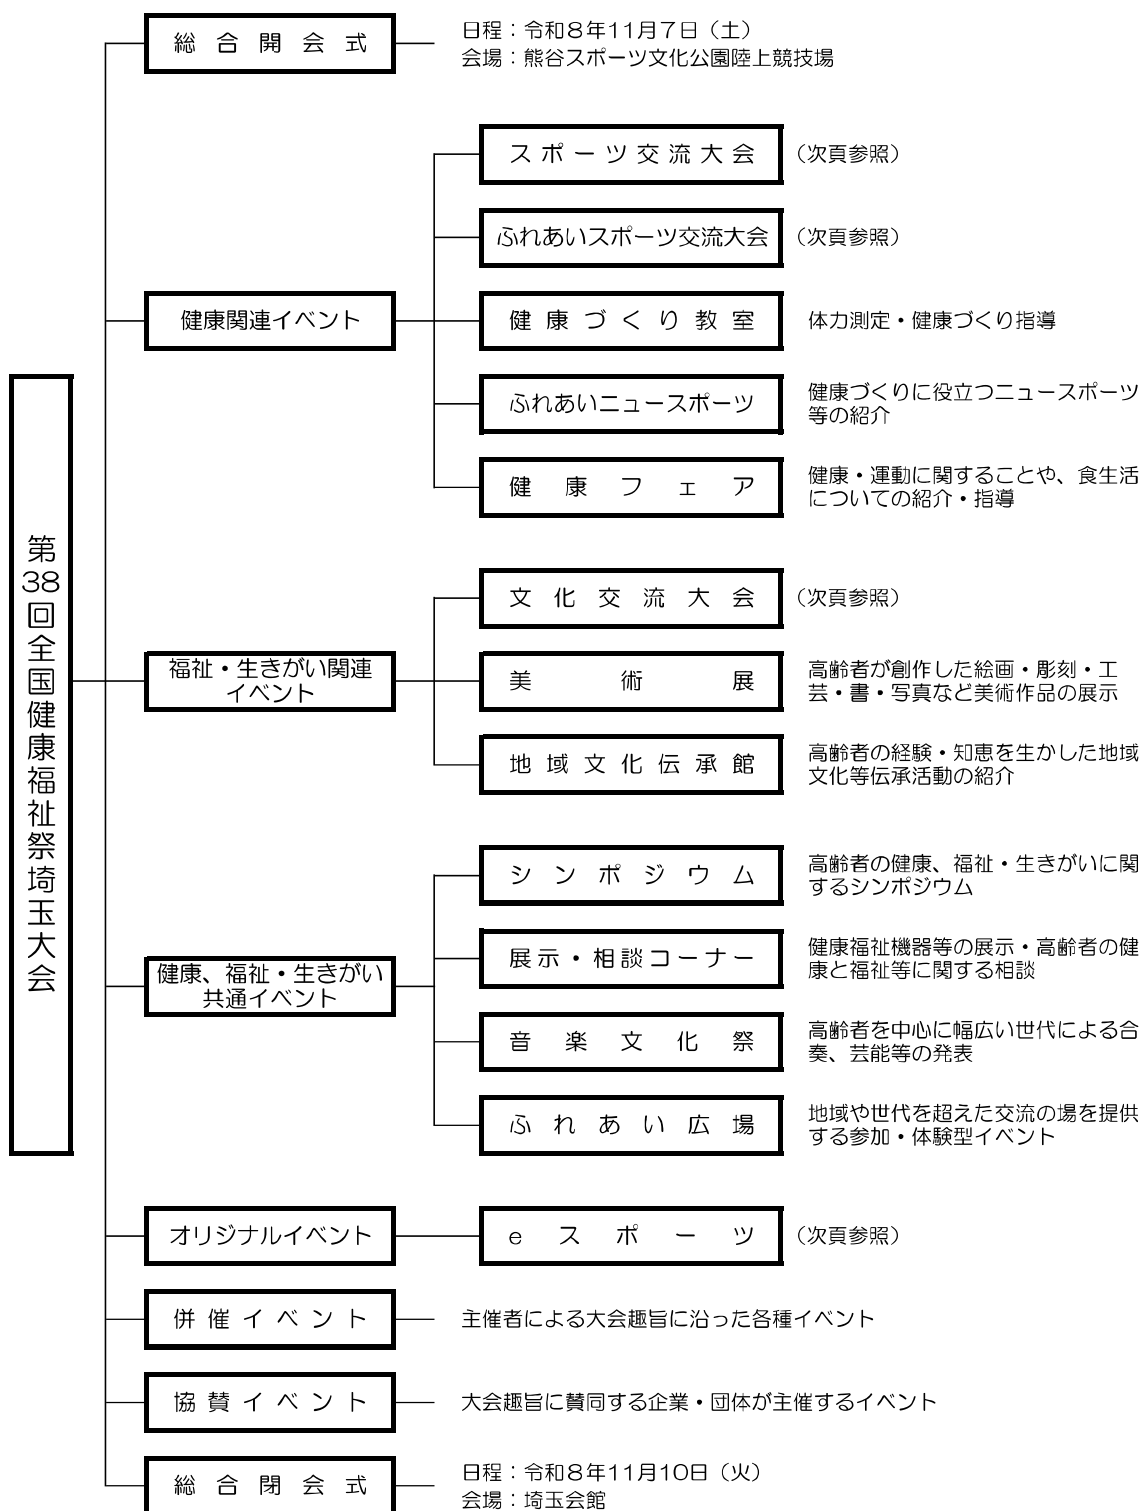 第38回全国健康福祉祭埼玉大会
総合開会式
日程：令和8年11月7日（土）
会場：熊谷スポーツ文化公園陸上競技場
健康関連イベント
スポーツ交流大会
（次頁参照）
ふれあいスポーツ交流大会
（次頁参照）
健康づくり教室
体力測定・健康づくり指導
ふれあいニュースポーツ
健康づくりに役立つニュースポーツ
等の紹介
健康フェア
健康・運動に関することや、食生活
についての紹介・指導
福祉・生きがい関連
イベント
文化交流大会
（次頁参照）
美術展
高齢者が創作した絵画・彫刻・工
芸・書・写真など美術作品の展示
地域文化伝承館
高齢者の経験・知恵を生かした地域
文化等伝承活動の紹介
健康、福祉・生きがい
共通イベント
シンポジウム
高齢者の健康、福祉・生きがいに関
するシンポジウム
展示・相談コーナー
健康福祉機器等の展示・高齢者の健
康と福祉等に関する相談
音楽文化祭
高齢者を中心に幅広い世代による合
奏、芸能等の発表
ふれあい広場
地域や世代を超えた交流の場を提供
する参加・体験型イベント
オリジナルイベント
eスポーツ
（次頁参照）
併催イベント
主催者による大会趣旨に沿った各種イベント
協賛イベント
大会趣旨に賛同する企業・団体が主催するイベント
総合閉会式
日程：令和8年11月10日（火）
会場：埼玉会館